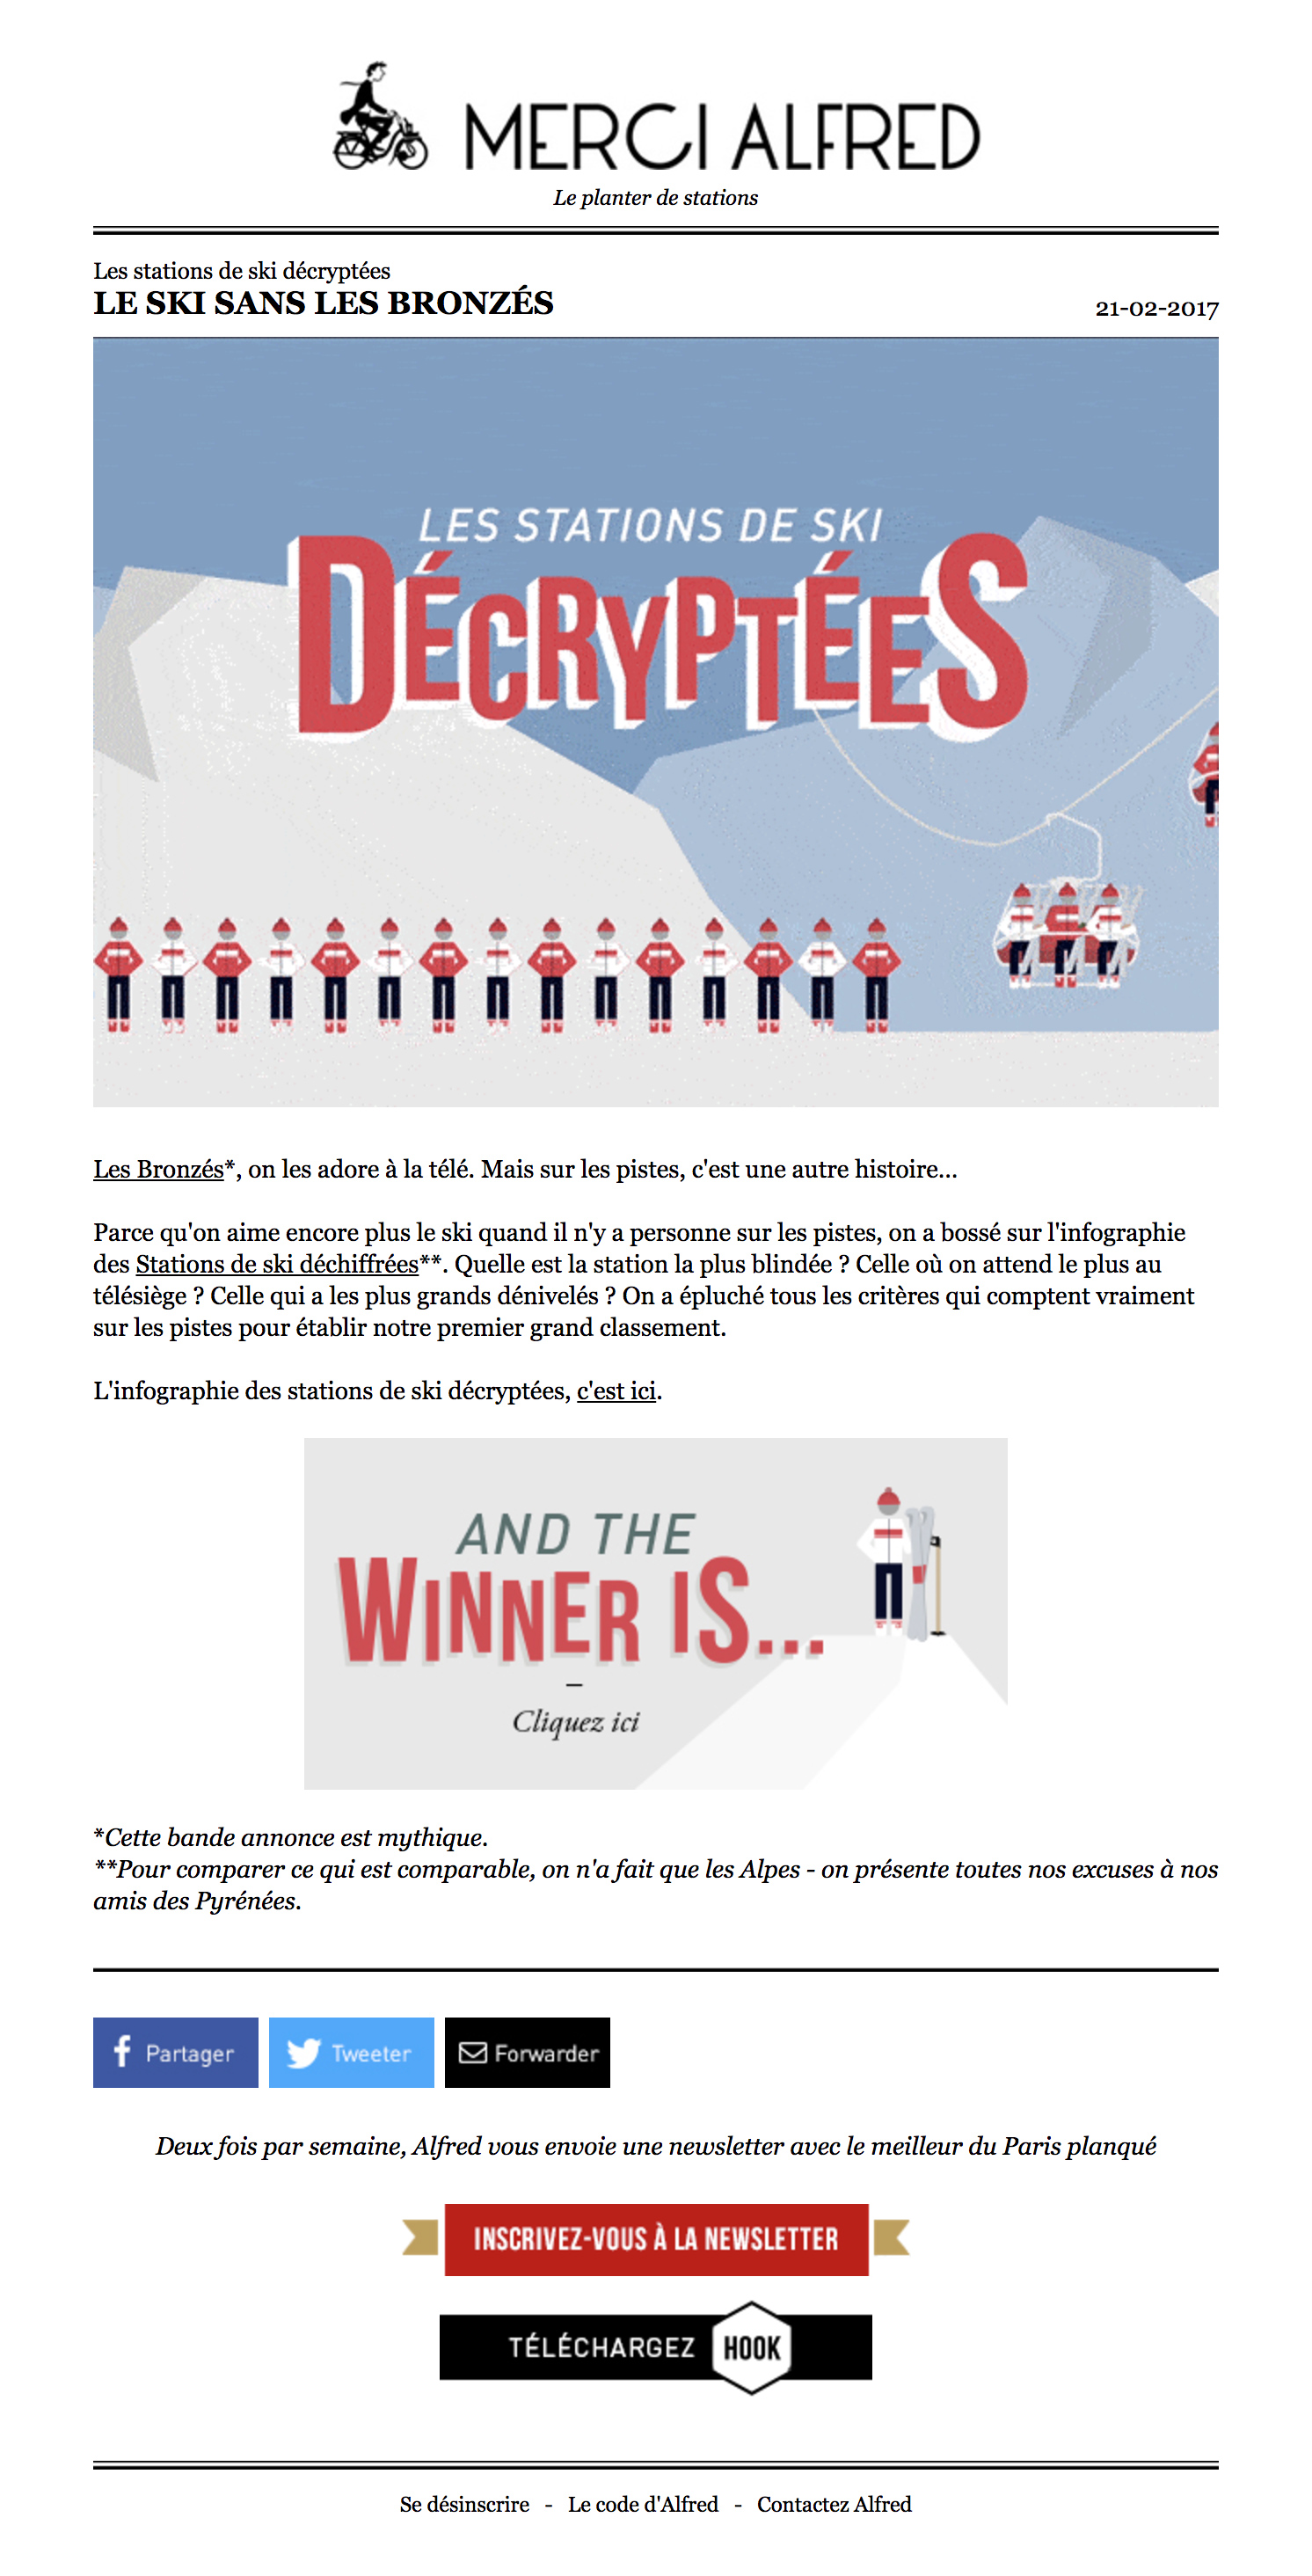 MERCI ALFRED
Le planter de stations
Les stations de ski décryptées
LE SKI SANS LES BRONZÉS
21-02-2017
LES STATIONS DE SKI
DÉCRYPTÉES
Les Bronzés*, on les adore à la télé. Mais sur les pistes, c'est une autre histoire...
Parce qu'on aime encore plus le ski quand il n'y a personne sur les pistes, on a bossé sur l'infographie
des Stations de ski déchiffrées**. Quelle est la station la plus blindée ? Celle où on attend le plus au
télésiège ? Celle qui a les plus grands dénivelés ? On a épluché tous les critères qui comptent vraiment
sur les pistes pour établir notre premier grand classement.
L'infographie des stations de ski décryptées, c'est ici.
AND THE
WINNER IS...
Cliquez ici
*Cette bande annonce est mythique.
**Pour comparer ce qui est comparable, on n'a fait que les Alpes - on présente toutes nos excuses à nos
amis des Pyrénées.
Partager
Tweeter
Forwarder
Deux fois par semaine, Alfred vous envoie une newsletter avec le meilleur du Paris planqué
INSCRIVEZ-VOUS À LA NEWSLETTER
TÉLÉCHARGEZ HOOK
Se désinscrire - Le code d'Alfred - Contactez Alfred